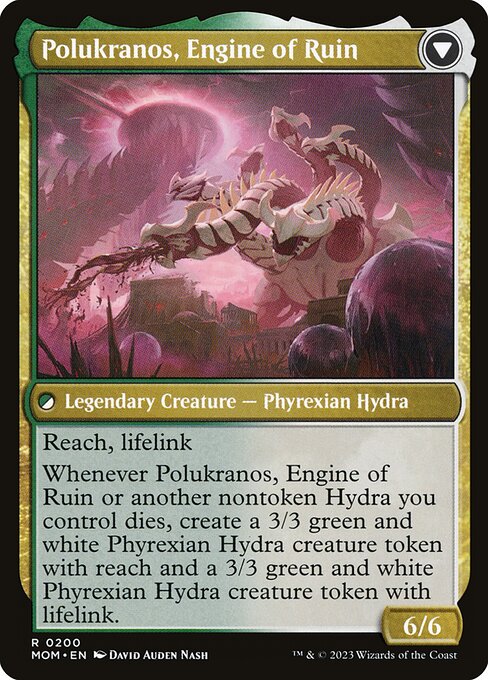 Polukranos, Engine of Ruin
Legendary Creature — Phyrexian Hydra
Reach, lifelink
Whenever Polukranos, Engine of
Ruin or another nontoken Hydra you
control dies, create a 3/3 green and
white Phyrexian Hydra creature token
with reach and a 3/3 green and white
Phyrexian Hydra creature token with
lifelink.
6/6
R 0200
MOM • EN DAVID AUDEN NASH
™ & © 2023 Wizards of the Coast